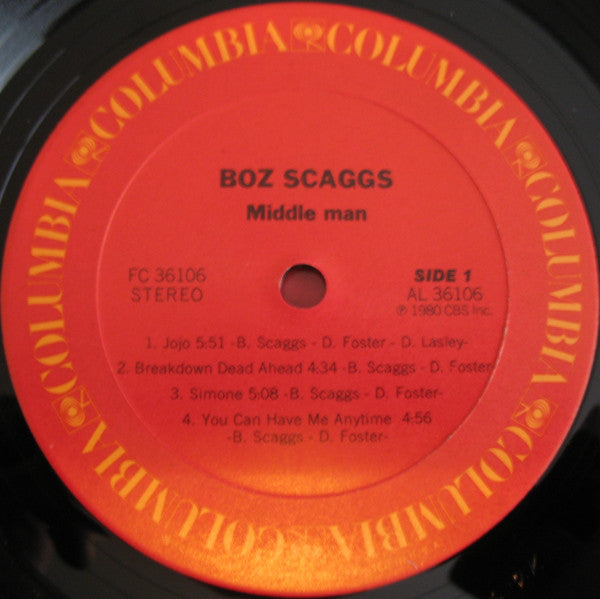 COLUMBIA COLUMBIA COLUMBIA COLUMBIA COLUMBIA COLUMBIA
BOZ SCAGGS
Middle man
FC 36106
STEREO
SIDE 1
AL 36106
℗ 1980 CBS Inc.
1. Jojo 5:51 -B. Scaggs - D. Foster - D. Lasley-
2. Breakdown Dead Ahead 4:34 -B. Scaggs - D. Foster
3. Simone 5:08 -B. Scaggs - D. Foster-
4. You Can Have Me Anytime 4:56
-B. Scaggs - D. Foster-